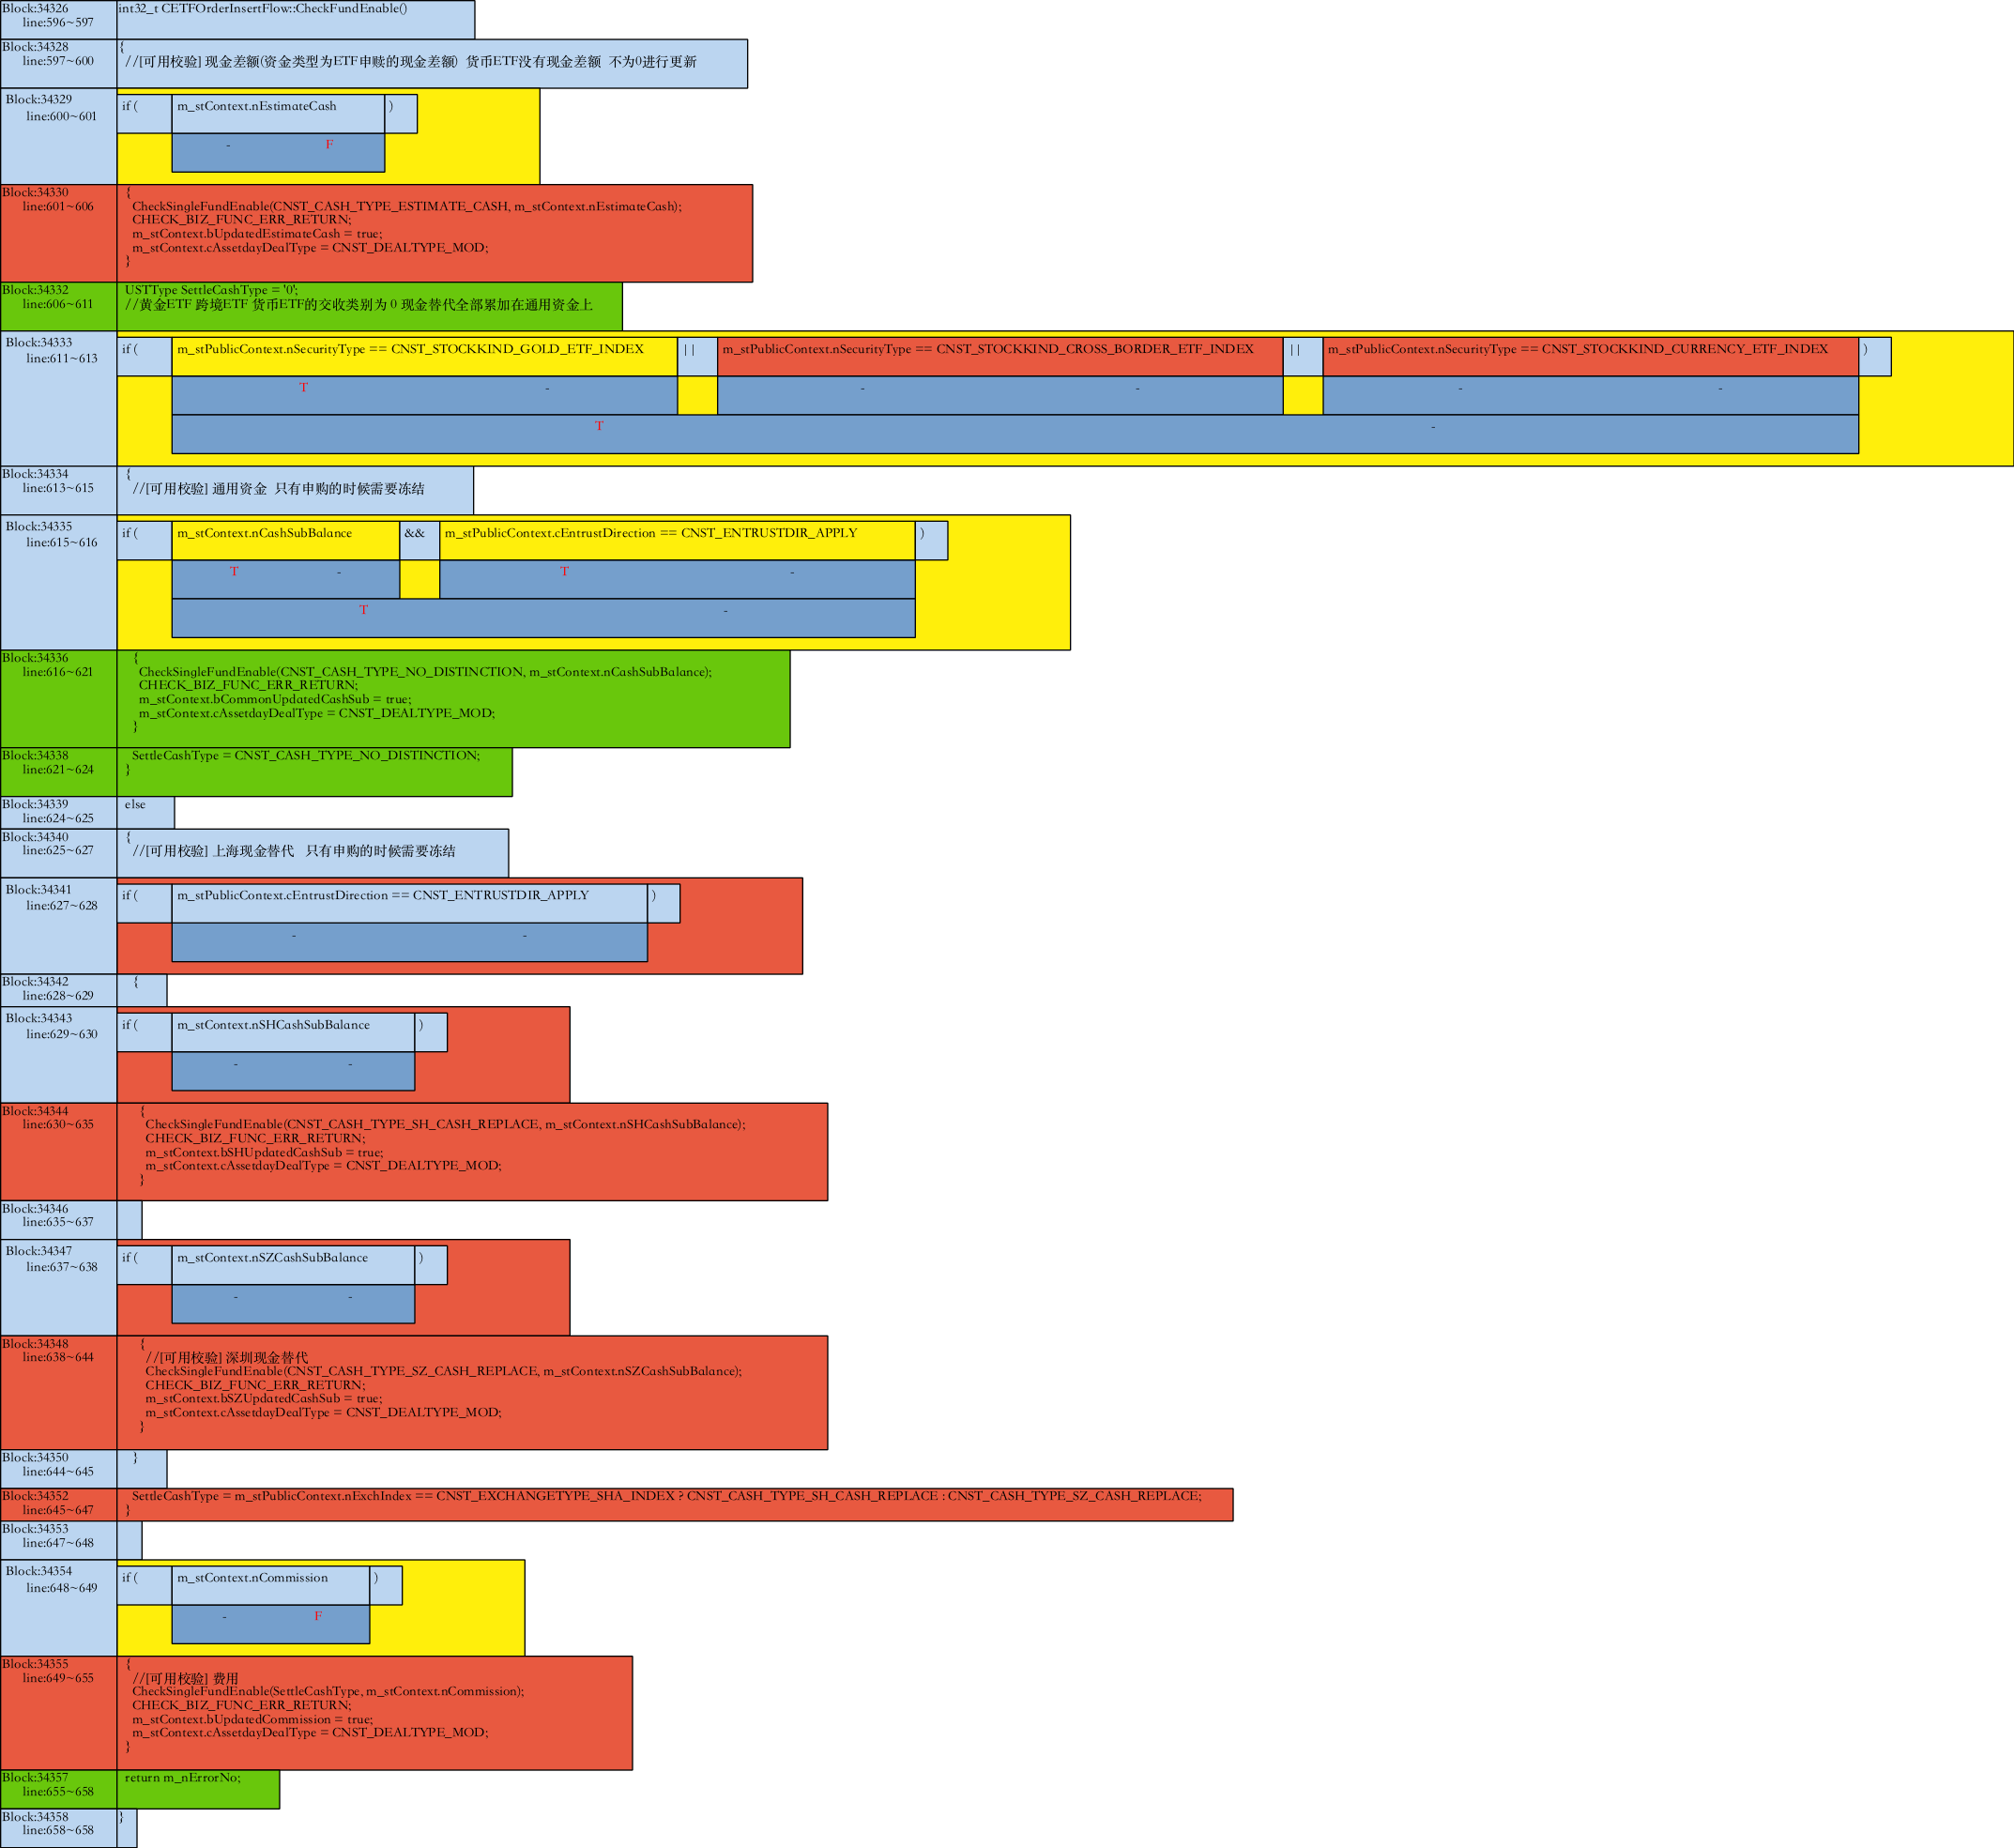 Block:34326 int32_t CETFOrderInsertFlow::CheckFundEnable()
line:596~597
Block:34328 {
line:597~600 //[可用校验] 现金差额(资金类型为ETF申赎的现金差额) 货币ETF没有现金差额 不为0进行更新
Block:34329 if ( m_stContext.nEstimateCash )
line:600~601
- F
Block:34330 {
line:601~606 CheckSingleFundEnable(CNST_CASH_TYPE_ESTIMATE_CASH, m_stContext.nEstimateCash);
CHECK_BIZ_FUNC_ERR_RETURN;
m_stContext.bUpdatedEstimateCash = true;
m_stContext.cAssetdayDealType = CNST_DEALTYPE_MOD;
}
Block:34332 USTType SettleCashType = '0';
line:606~611 //黄金ETF 跨境ETF 货币ETF的交收类别为 0 现金替代全部累加在通用资金上
Block:34333 if ( m_stPublicContext.nSecurityType == CNST_STOCKKIND_GOLD_ETF_INDEX || m_stPublicContext.nSecurityType == CNST_STOCKKIND_CROSS_BORDER_ETF_INDEX || m_stPublicContext.nSecurityType == CNST_STOCKKIND_CURRENCY_ETF_INDEX )
line:611~613
T - - - - -
T -
Block:34334 {
line:613~615 //[可用校验] 通用资金 只有申购的时候需要冻结
Block:34335 if ( m_stContext.nCashSubBalance && m_stPublicContext.cEntrustDirection == CNST_ENTRUSTDIR_APPLY )
line:615~616
T - T -
T -
Block:34336 {
line:616~621 CheckSingleFundEnable(CNST_CASH_TYPE_NO_DISTINCTION, m_stContext.nCashSubBalance);
CHECK_BIZ_FUNC_ERR_RETURN;
m_stContext.bCommonUpdatedCashSub = true;
m_stContext.cAssetdayDealType = CNST_DEALTYPE_MOD;
}
Block:34338 SettleCashType = CNST_CASH_TYPE_NO_DISTINCTION;
line:621~624 }
Block:34339 else
line:624~625
Block:34340 {
line:625~627 //[可用校验] 上海现金替代 只有申购的时候需要冻结
Block:34341 if ( m_stPublicContext.cEntrustDirection == CNST_ENTRUSTDIR_APPLY )
line:627~628
- -
Block:34342 {
line:628~629
Block:34343 if ( m_stContext.nSHCashSubBalance )
line:629~630
- -
Block:34344 {
line:630~635 CheckSingleFundEnable(CNST_CASH_TYPE_SH_CASH_REPLACE, m_stContext.nSHCashSubBalance);
CHECK_BIZ_FUNC_ERR_RETURN;
m_stContext.bSHUpdatedCashSub = true;
m_stContext.cAssetdayDealType = CNST_DEALTYPE_MOD;
}
Block:34346
line:635~637
Block:34347 if ( m_stContext.nSZCashSubBalance )
line:637~638
- -
Block:34348 {
line:638~644 //[可用校验] 深圳现金替代
CheckSingleFundEnable(CNST_CASH_TYPE_SZ_CASH_REPLACE, m_stContext.nSZCashSubBalance);
CHECK_BIZ_FUNC_ERR_RETURN;
m_stContext.bSZUpdatedCashSub = true;
m_stContext.cAssetdayDealType = CNST_DEALTYPE_MOD;
}
Block:34350 }
line:644~645
Block:34352 SettleCashType = m_stPublicContext.nExchIndex == CNST_EXCHANGETYPE_SHA_INDEX ? CNST_CASH_TYPE_SH_CASH_REPLACE : CNST_CASH_TYPE_SZ_CASH_REPLACE;
line:645~647 }
Block:34353
line:647~648
Block:34354 if ( m_stContext.nCommission )
line:648~649
- F
Block:34355 {
line:649~655 //[可用校验] 费用
CheckSingleFundEnable(SettleCashType, m_stContext.nCommission);
CHECK_BIZ_FUNC_ERR_RETURN;
m_stContext.bUpdatedCommission = true;
m_stContext.cAssetdayDealType = CNST_DEALTYPE_MOD;
}
Block:34357 return m_nErrorNo;
line:655~658
Block:34358 }
line:658~658